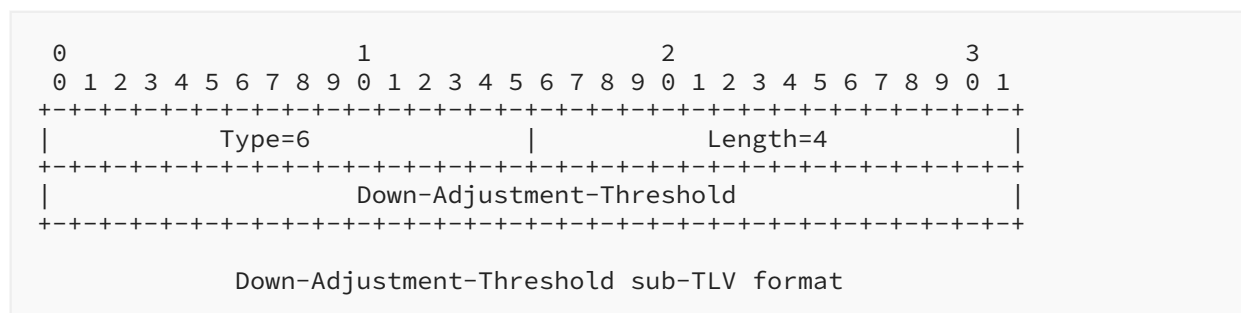 0                   1                   2                   3
 0 1 2 3 4 5 6 7 8 9 0 1 2 3 4 5 6 7 8 9 0 1 2 3 4 5 6 7 8 9 0 1
+-+-+-+-+-+-+-+-+-+-+-+-+-+-+-+-+-+-+-+-+-+-+-+-+-+-+-+-+-+-+-+-+
|           Type=6              |           Length=4            |
+-+-+-+-+-+-+-+-+-+-+-+-+-+-+-+-+-+-+-+-+-+-+-+-+-+-+-+-+-+-+-+-+
|                    Down-Adjustment-Threshold                  |
+-+-+-+-+-+-+-+-+-+-+-+-+-+-+-+-+-+-+-+-+-+-+-+-+-+-+-+-+-+-+-+-+
Down-Adjustment-Threshold sub-TLV format